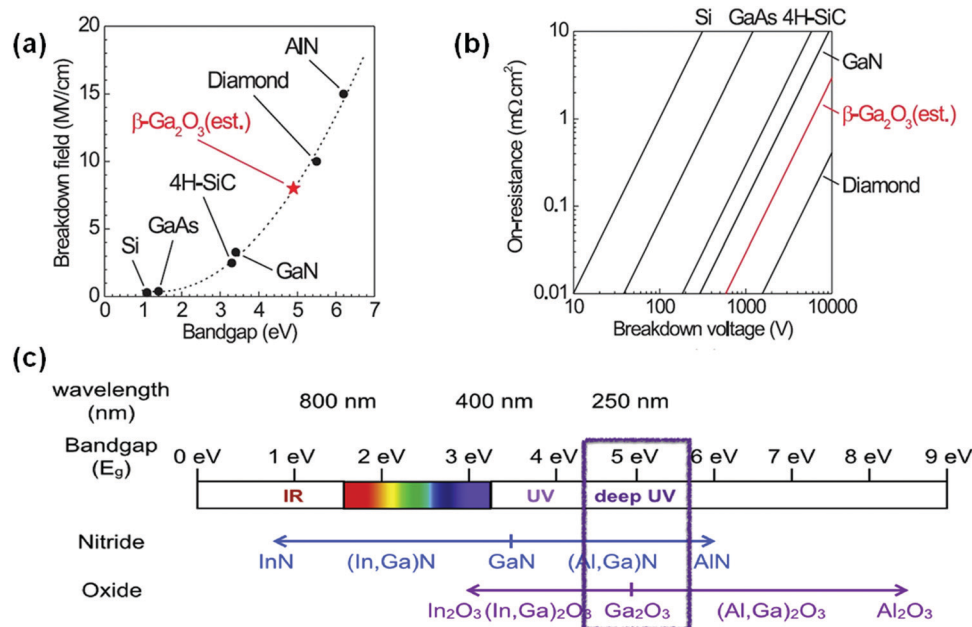 (a)
Breakdown field (MV/cm)
20
15
10
5
0
AlN
Diamond
β-Ga₂O₃(est.)
4H-SiC
GaAs
Si
GaN
0 1 2 3 4 5 6 7
Bandgap (eV)
(b)
Si GaAs 4H-SiC
GaN
β-Ga₂O₃(est.)
Diamond
On-resistance (mΩcm²)
10
1
0.1
0.01
10 100 1000 10000
Breakdown voltage (V)
(c)
wavelength
(nm)
800 nm 400 nm 250 nm
Bandgap
(E₉)
0 eV 1 eV 2 eV 3 eV 4 eV 5 eV 6 eV 7 eV 8 eV 9 eV
IR UV deep UV
Nitride
InN (In,Ga)N GaN (Al,Ga)N AlN
Oxide
In₂O₃ (In,Ga)₂O₃ Ga₂O₃ (Al,Ga)₂O₃ Al₂O₃